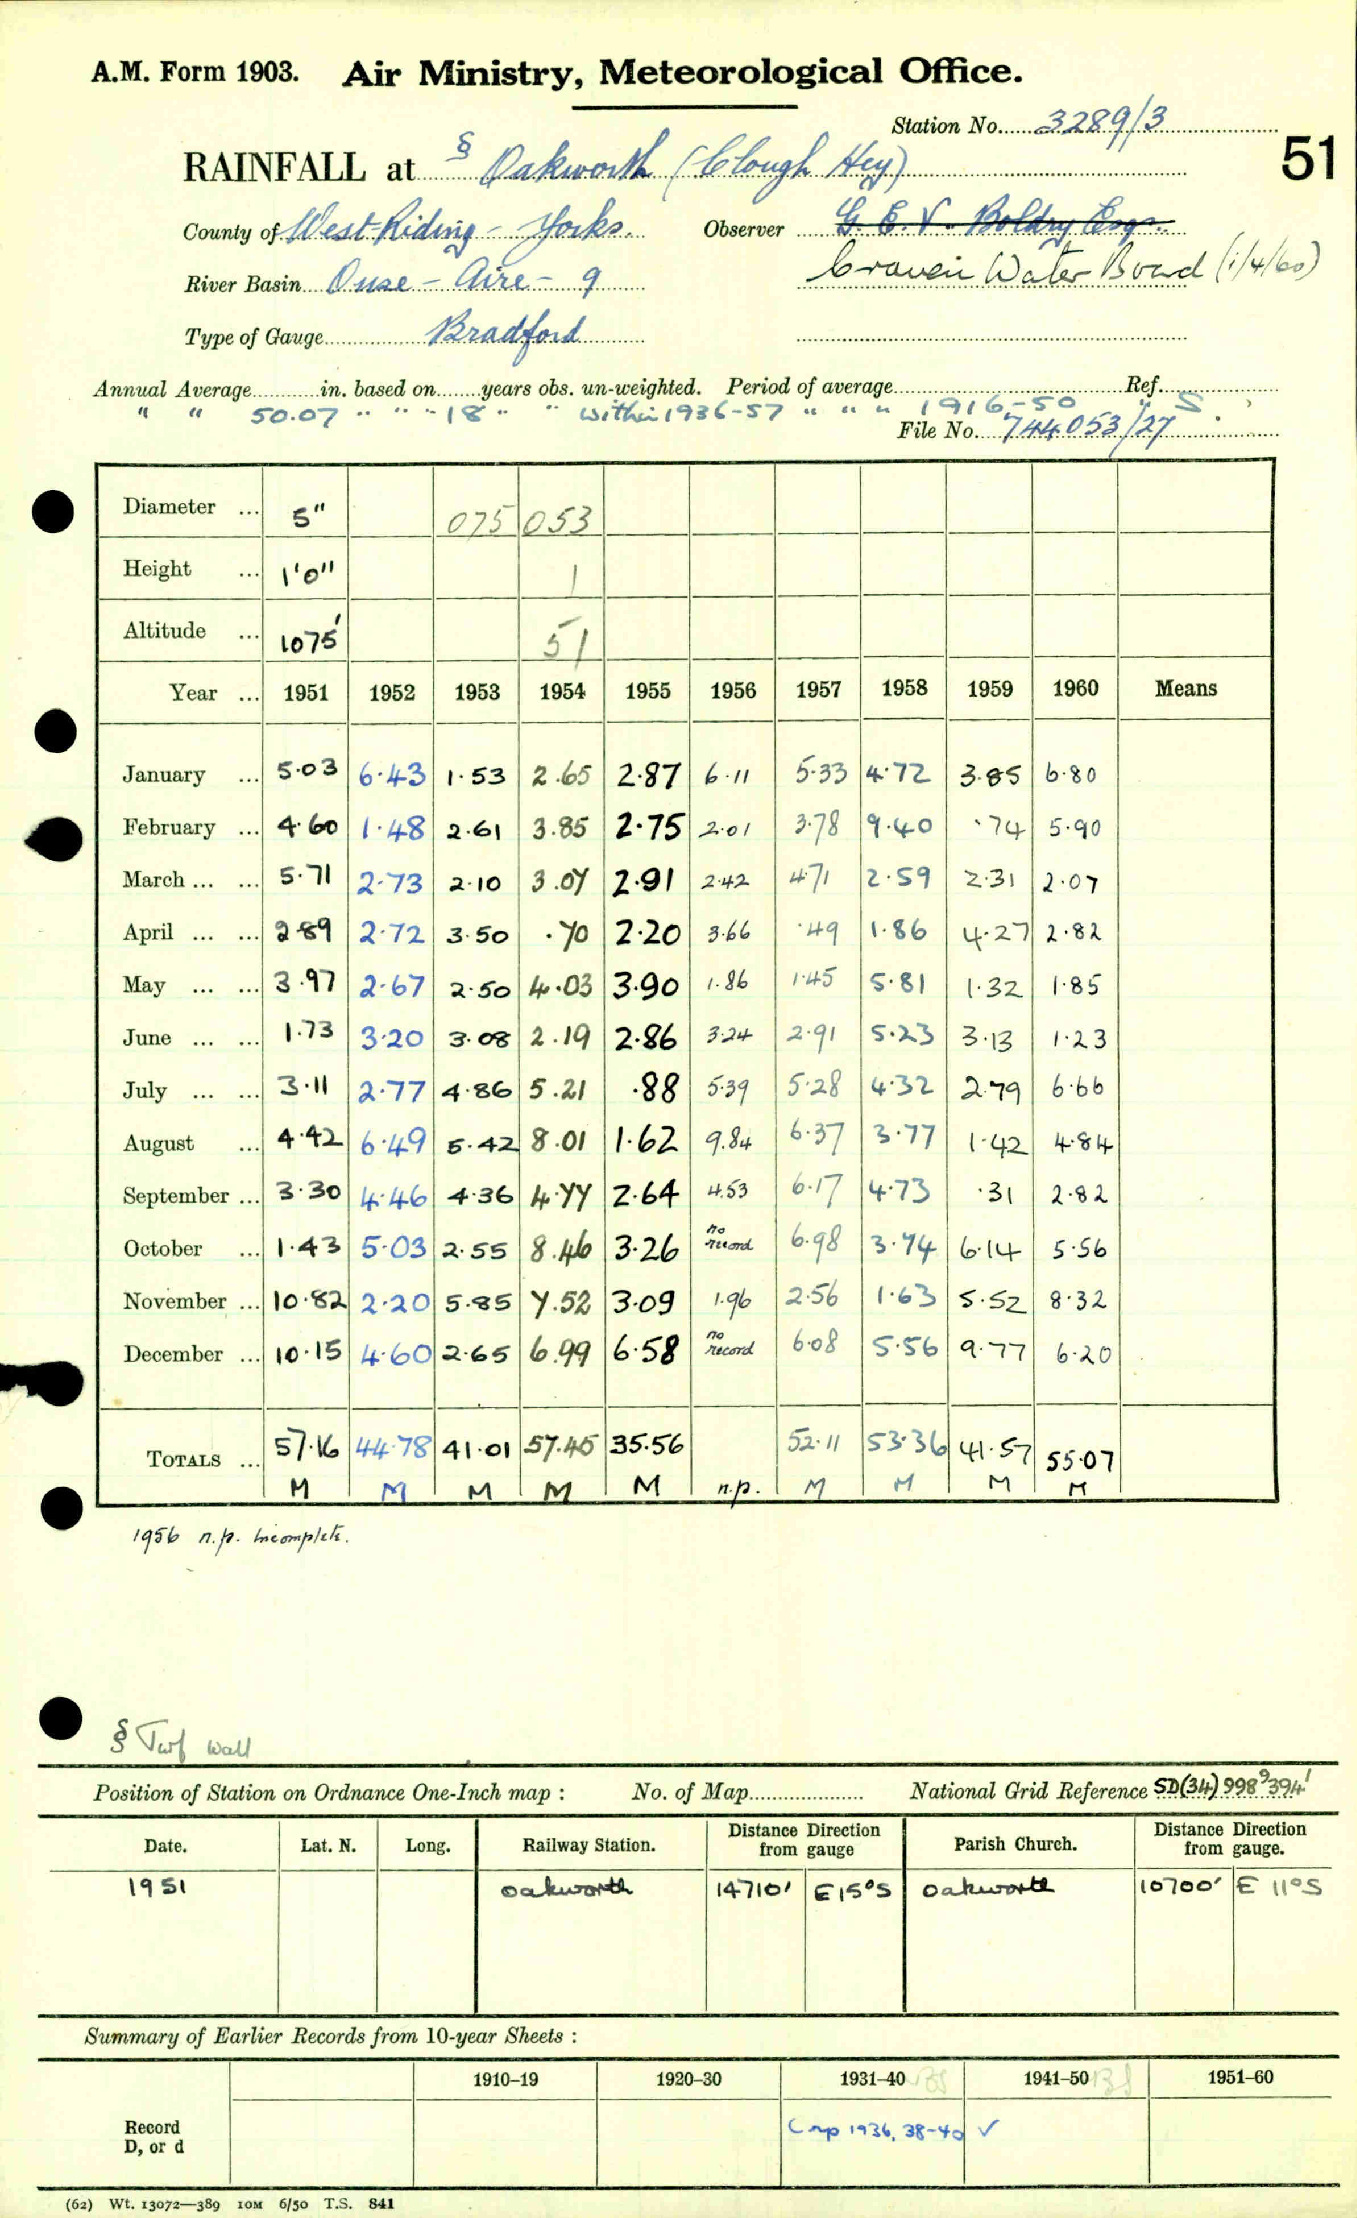 A.M. Form 1903. Air Ministry, Meteorological Office.
Station No. 3289/3
51
RAINFALL at § Oakworth (Clough Hey)
County of West Riding - Yorks. Observer G. E. V. Boldry Esq.
River Basin Ouse - Aire - 9 Craven Water Board (1/4/60)
Type of Gauge Bradford
Annual Average in. based on years obs. un-weighted. Period of average Ref.
" " 50.07 " " " 18 " " within 1936-57 " " " 1916-50 " S.
File No. 744053/27
Diameter ... 5" 075 053
Height ... 1'0" 1
Altitude ... 1075' 51
Year ... 1951 1952 1953 1954 1955 1956 1957 1958 1959 1960 Means
January ... 5.03 6.43 1.53 2.65 2.87 6.11 5.33 4.72 3.85 6.80
February ... 4.60 1.48 2.61 3.85 2.75 2.01 3.78 9.40 .74 5.90
March ... ... 5.71 2.73 2.10 3.07 2.91 2.42 4.71 2.59 2.31 2.07
April ... ... 2.89 2.72 3.50 .70 2.20 3.66 .49 1.86 4.27 2.82
May ... ... 3.97 2.67 2.50 4.03 3.90 1.86 1.45 5.81 1.32 1.85
June ... ... 1.73 3.20 3.08 2.19 2.86 3.24 2.91 5.23 3.13 1.23
July ... ... 3.11 2.77 4.86 5.21 .88 5.39 5.28 4.32 2.79 6.66
August ... 4.42 6.49 5.42 8.01 1.62 9.84 6.37 3.77 1.42 4.84
September ... 3.30 4.46 4.36 4.77 2.64 4.53 6.17 4.73 .31 2.82
October ... 1.43 5.03 2.55 8.46 3.26 no record 6.98 3.74 6.14 5.56
November ... 10.82 2.20 5.85 7.52 3.09 1.96 2.56 1.63 5.52 8.32
December ... 10.15 4.60 2.65 6.99 6.58 no record 6.08 5.56 9.77 6.20
TOTALS ... 57.16 44.78 41.01 57.45 35.56 52.11 53.36 41.57 55.07
M M M M M n.p. M M M M
1956 n.p. Incomplete.
§ Turf wall
Position of Station on Ordnance One-Inch map : No. of Map National Grid Reference SD(34) 998⁹394¹
Date. Lat. N. Long. Railway Station. Distance Direction from gauge Parish Church. Distance Direction from gauge.
1951 Oakworth 14710' E15°S Oakworth 10700' E 11°S
Summary of Earlier Records from 10-year Sheets :
1910–19 1920–30 1931–40 1941–50 1951–60
Record
D, or d
np 1936, 38-40 ✓
(62) Wt. 13072—389 10M 6/50 T.S. 841